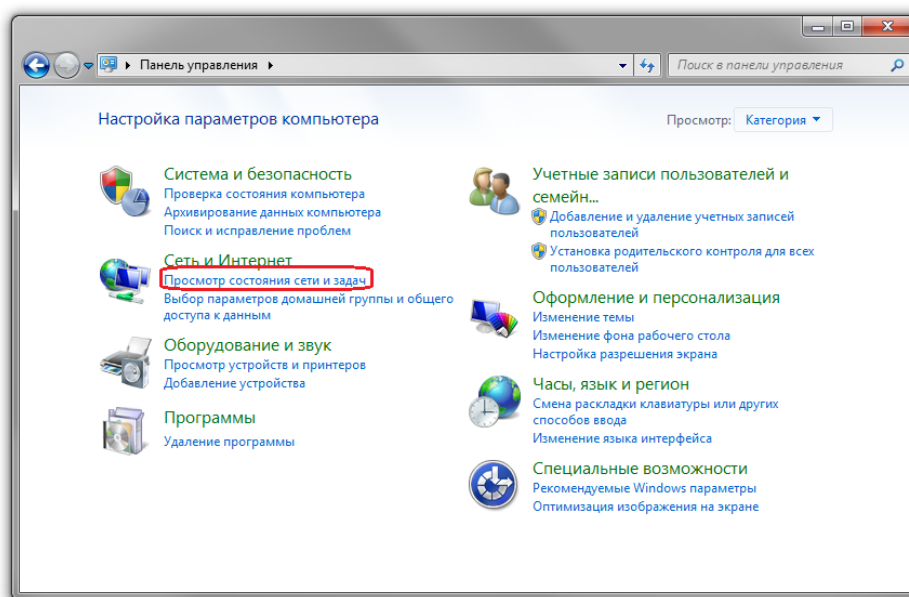 Панель управления
Поиск в панели управления
Настройка параметров компьютера
Просмотр: Категория
Система и безопасность
Проверка состояния компьютера
Архивирование данных компьютера
Поиск и исправление проблем
Сеть и Интернет
Просмотр состояния сети и задач
Выбор параметров домашней группы и общего
доступа к данным
Оборудование и звук
Просмотр устройств и принтеров
Добавление устройства
Программы
Удаление программы
Учетные записи пользователей и
семейн...
Добавление и удаление учетных записей
пользователей
Установка родительского контроля для всех
пользователей
Оформление и персонализация
Изменение темы
Изменение фона рабочего стола
Настройка разрешения экрана
Часы, язык и регион
Смена раскладки клавиатуры или других
способов ввода
Изменение языка интерфейса
Специальные возможности
Рекомендуемые Windows параметры
Оптимизация изображения на экране